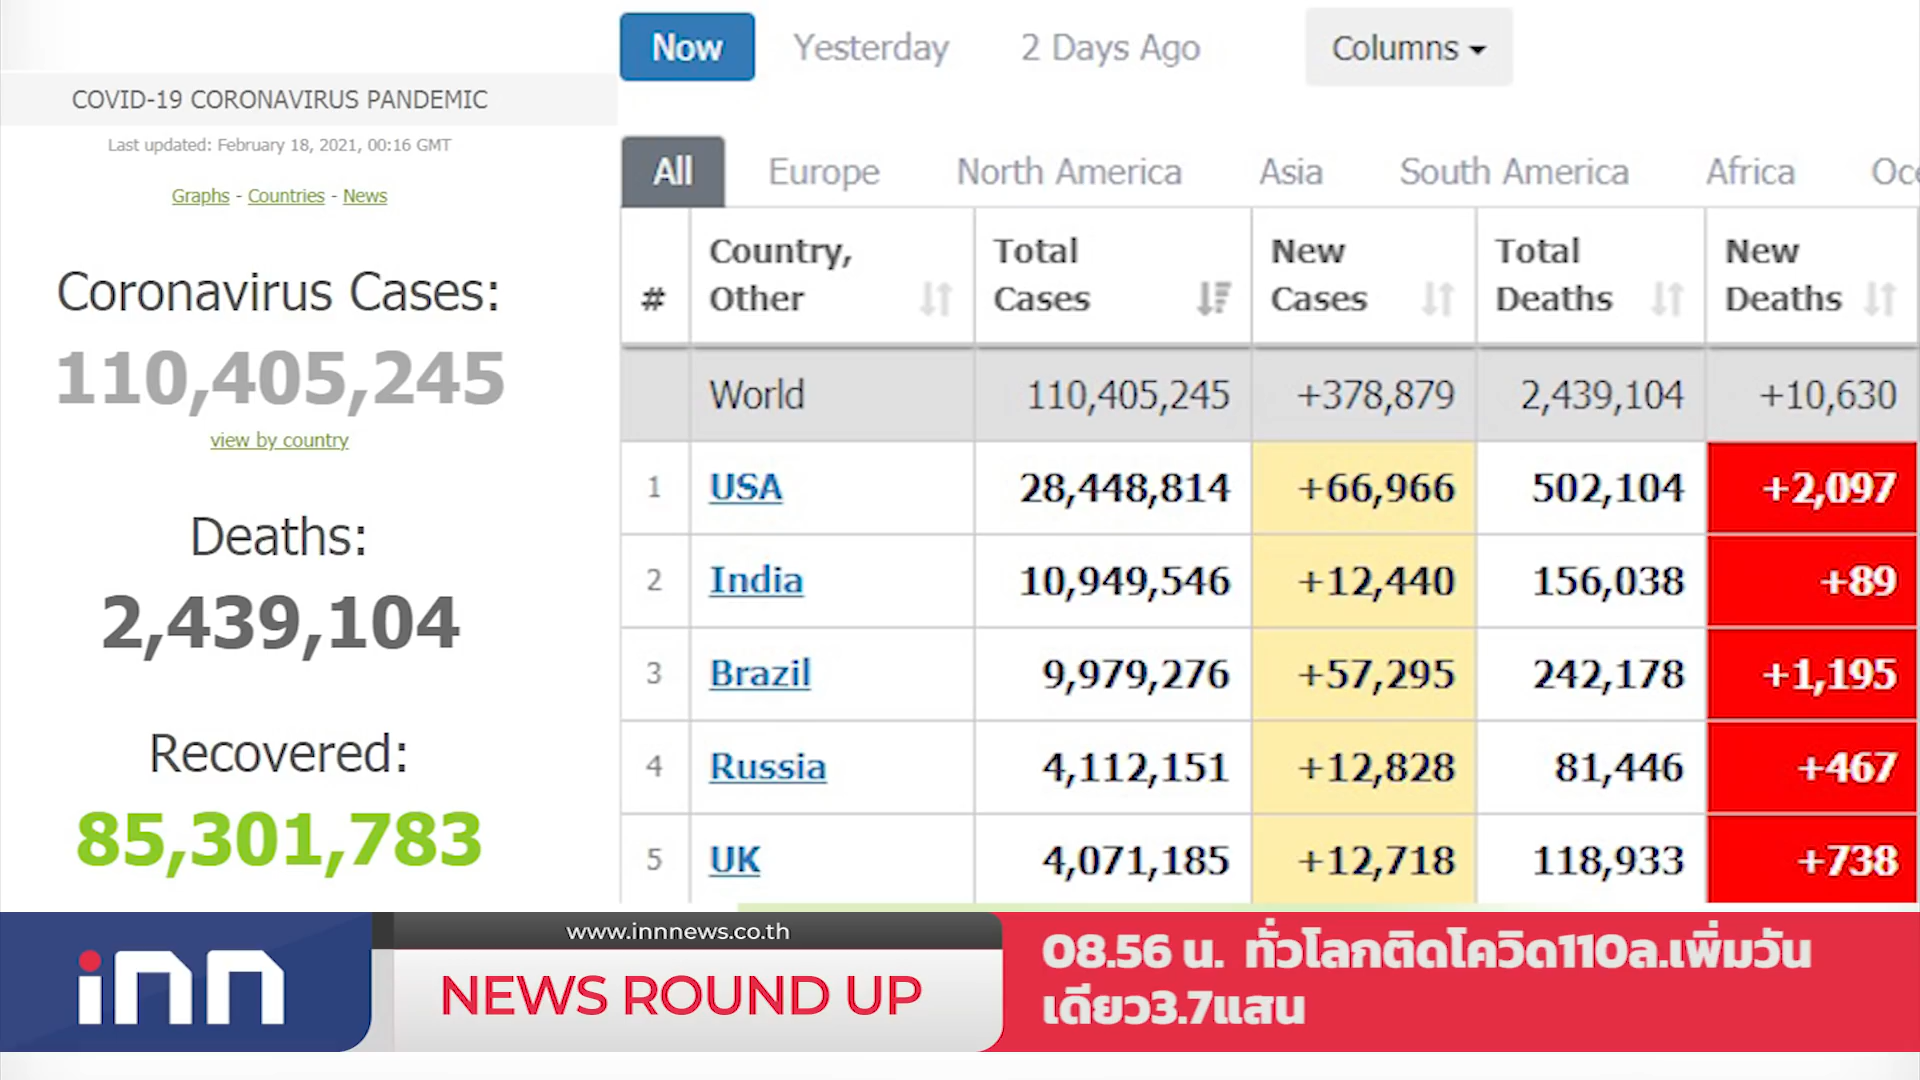 Now Yesterday 2 Days Ago Columns
COVID-19 CORONAVIRUS PANDEMIC
Last updated: February 18, 2021, 00:16 GMT
Graphs - Countries - News
Coronavirus Cases:
110,405,245
view by country
Deaths:
2,439,104
Recovered:
85,301,783
All Europe North America Asia South America Africa
# Country, Other Total Cases New Cases Total Deaths New Deaths
World 110,405,245 +378,879 2,439,104 +10,630
1 USA 28,448,814 +66,966 502,104 +2,097
2 India 10,949,546 +12,440 156,038 +89
3 Brazil 9,979,276 +57,295 242,178 +1,195
4 Russia 4,112,151 +12,828 81,446 +467
5 UK 4,071,185 +12,718 118,933 +738
inn
www.innnews.co.th
NEWS ROUND UP
08.56 น. ทั่วโลกติดโควิด110ล.เพิ่มวัน
เดียว3.7แสน